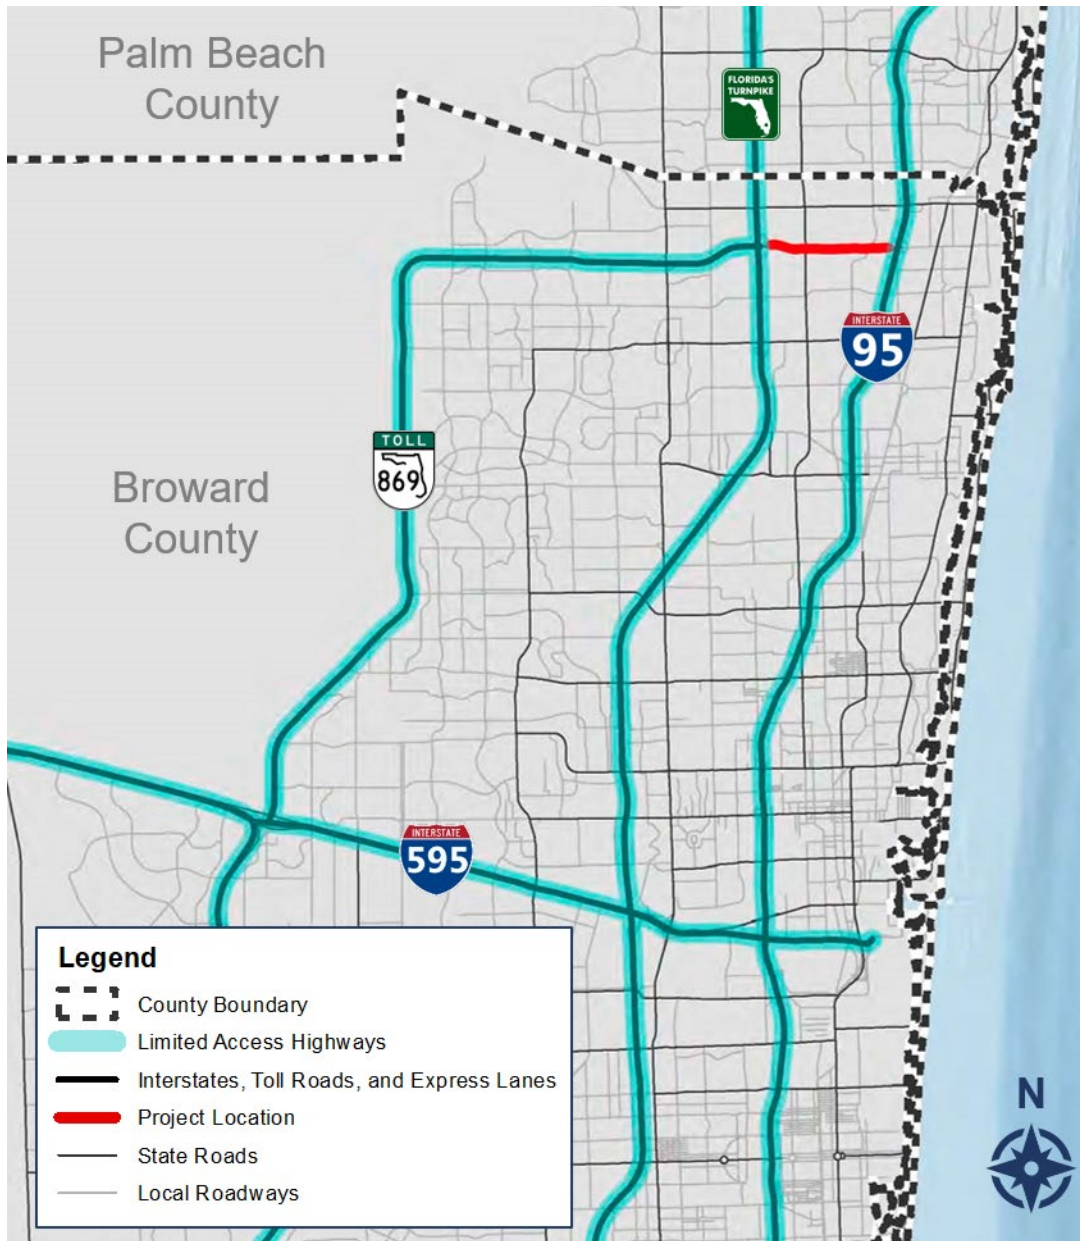 Palm Beach
County
FLORIDA'S
TURNPIKE
INTERSTATE
95
TOLL
869
Broward
County
INTERSTATE
595
Legend
County Boundary
Limited Access Highways
Interstates, Toll Roads, and Express Lanes
Project Location
State Roads
Local Roadways
N